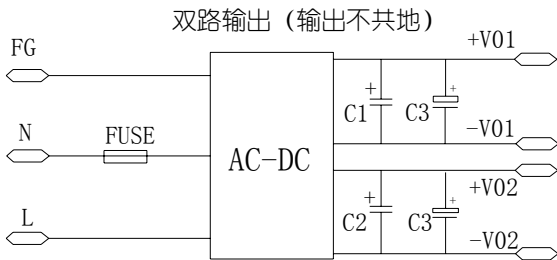 双路输出（输出不共地）
FG
+V01
N
FUSE
AC-DC
+
C1
+
C3
-V01
+V02
L
+
C2
+
C3
-V02